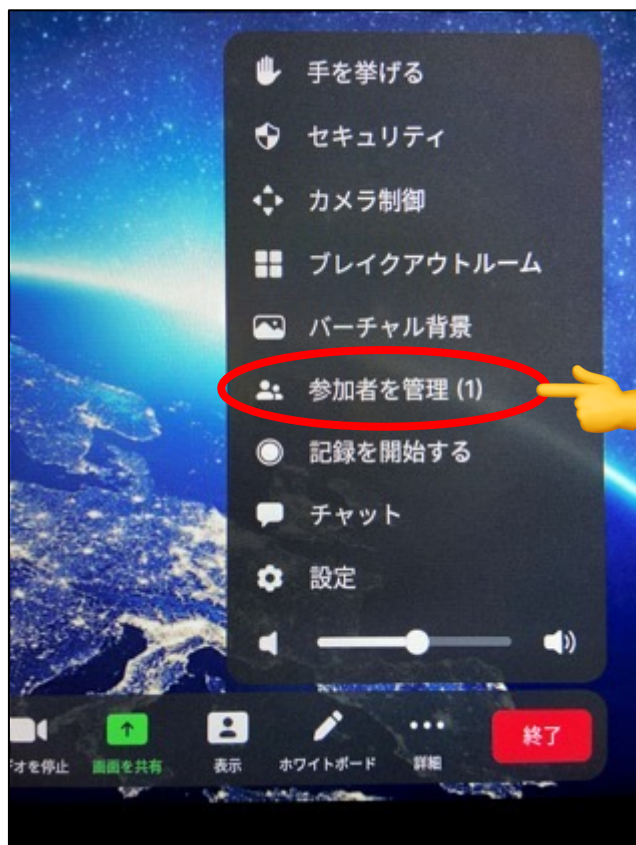 手を挙げる
セキュリティ
カメラ制御
ブレイクアウトルーム
バーチャル背景
参加者を管理 (1)
記録を開始する
チャット
設定
デオを停止
画面を共有
表示
ホワイトボード
詳細
終了